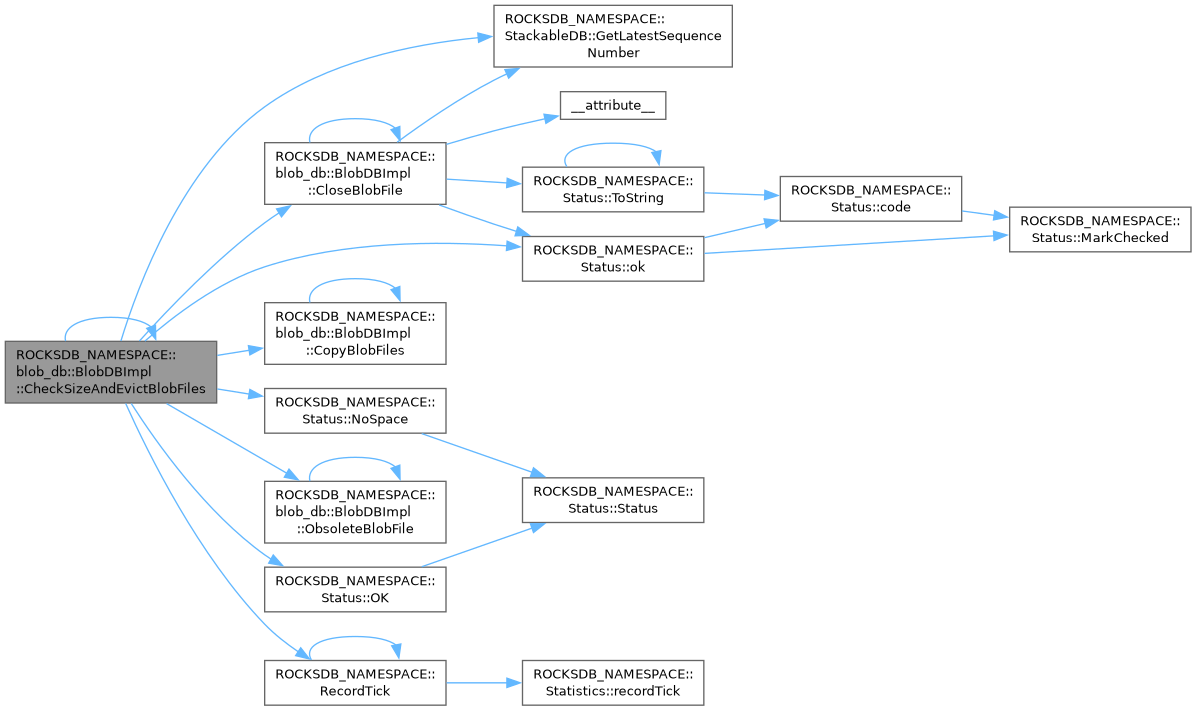 ROCKSDB_NAMESPACE::
StackableDB::GetLatestSequence
Number
__attribute__
ROCKSDB_NAMESPACE::
blob_db::BlobDBImpl
::CloseBlobFile
ROCKSDB_NAMESPACE::
Status::ToString
ROCKSDB_NAMESPACE::
Status::code
ROCKSDB_NAMESPACE::
Status::MarkChecked
ROCKSDB_NAMESPACE::
Status::ok
ROCKSDB_NAMESPACE::
blob_db::BlobDBImpl
::CopyBlobFiles
ROCKSDB_NAMESPACE::
blob_db::BlobDBImpl
::CheckSizeAndEvictBlobFiles
ROCKSDB_NAMESPACE::
Status::NoSpace
ROCKSDB_NAMESPACE::
blob_db::BlobDBImpl
::ObsoleteBlobFile
ROCKSDB_NAMESPACE::
Status::Status
ROCKSDB_NAMESPACE::
Status::OK
ROCKSDB_NAMESPACE::
RecordTick
ROCKSDB_NAMESPACE::
Statistics::recordTick